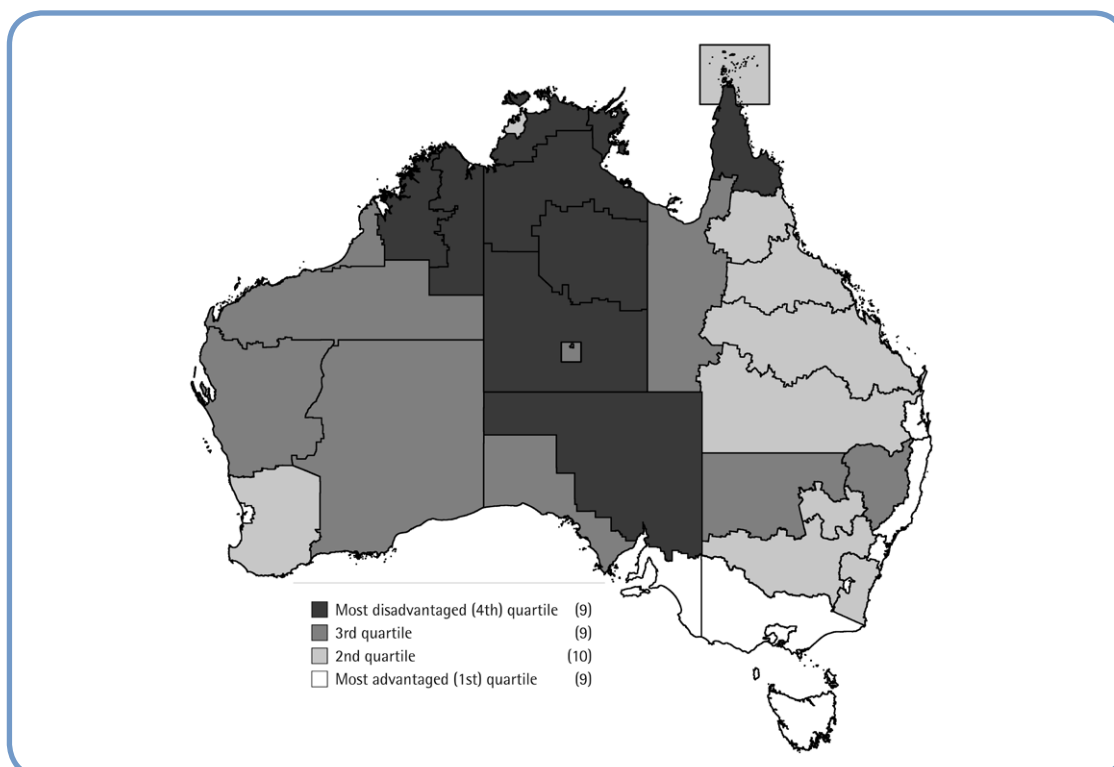 Most disadvantaged (4th) quartile (9)
3rd quartile (9)
2nd quartile (10)
Most advantaged (1st) quartile (9)